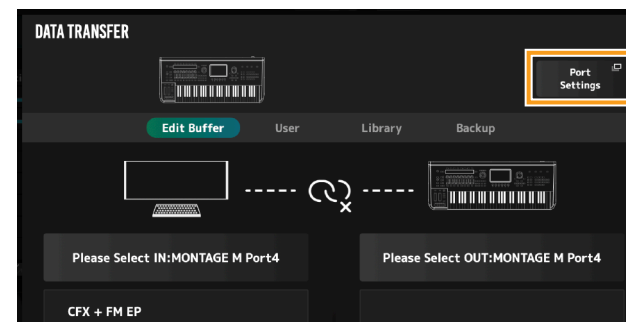 DATA TRANSFER
Port
Settings
Edit Buffer User Library Backup
Please Select IN:MONTAGE M Port4
Please Select OUT:MONTAGE M Port4
CFX + FM EP